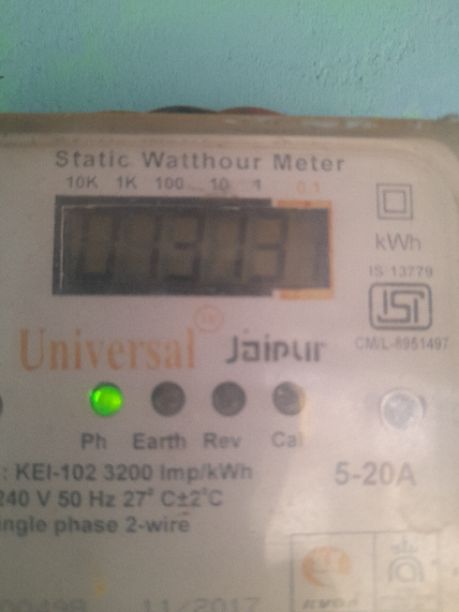 Static Watthour Meter
10K 1K 100 10 1 0.1
kWh
IS 13779
ISI
CM/L-8951497
Universal
Jaipur
Ph Earth Rev Cal
: KEI-102 3200 Imp/kWh
5-20A
240 V 50 Hz 27° C±2°C
ingle phase 2-wire
11/2017